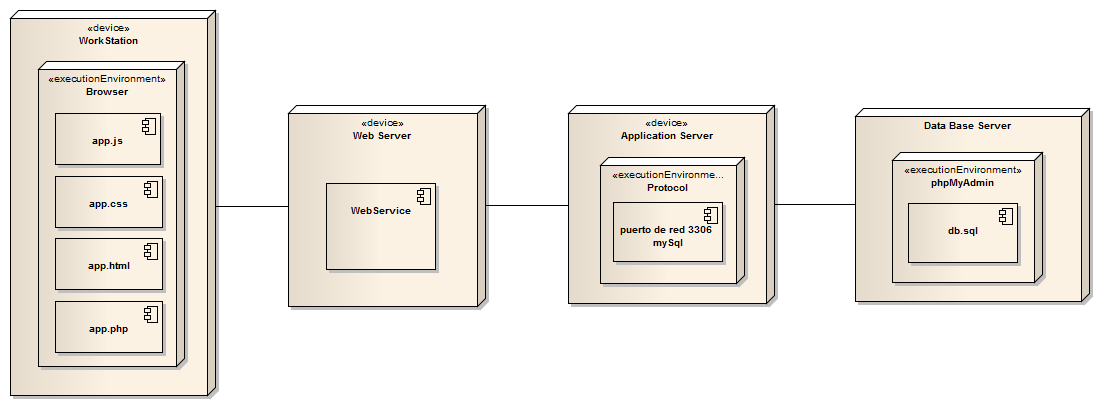 «device»
WorkStation
«executionEnvironment»
Browser
app.js
app.css
app.html
app.php
«device»
Web Server
WebService
«device»
Application Server
«executionEnvironme...
Protocol
puerto de red 3306
mySql
Data Base Server
«executionEnvironment»
phpMyAdmin
db.sql